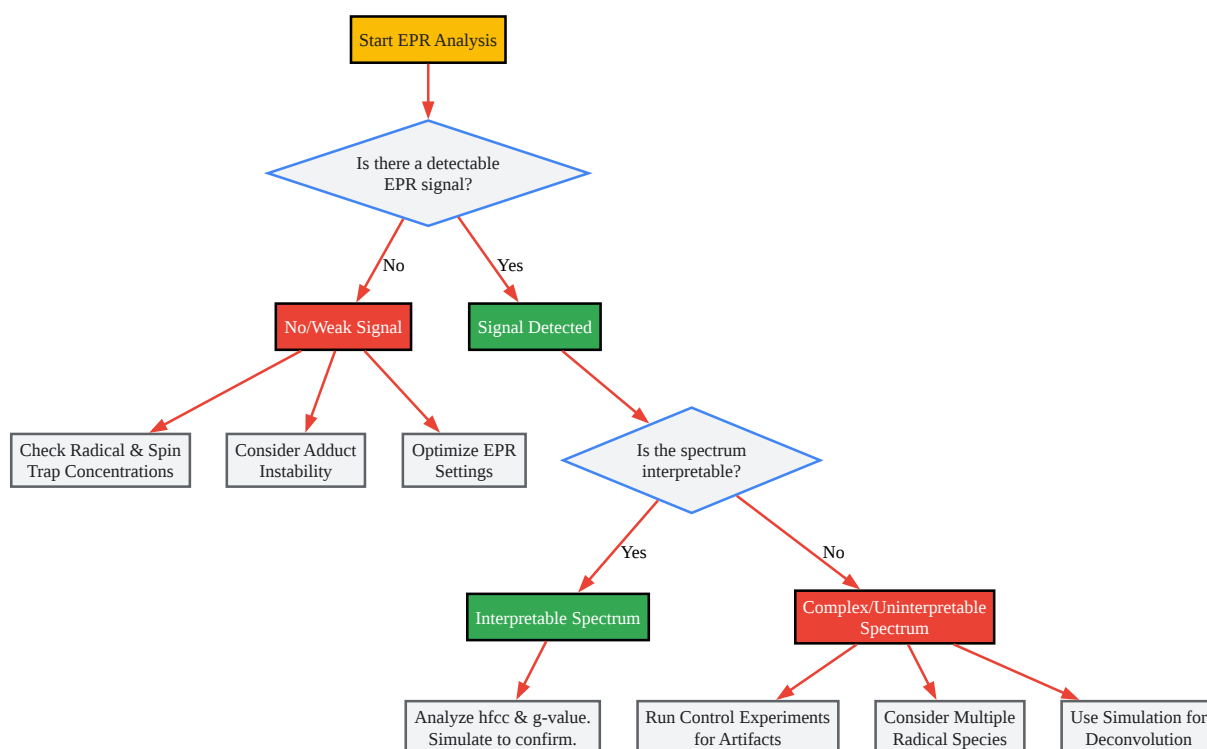 Start EPR Analysis
Is there a detectable
EPR signal?
No
Yes
No/Weak Signal
Signal Detected
Check Radical & Spin
Trap Concentrations
Consider Adduct
Instability
Optimize EPR
Settings
Is the spectrum
interpretable?
Yes
No
Interpretable Spectrum
Complex/Uninterpretable
Spectrum
Analyze hfcc & g-value.
Simulate to confirm.
Run Control Experiments
for Artifacts
Consider Multiple
Radical Species
Use Simulation for
Deconvolution